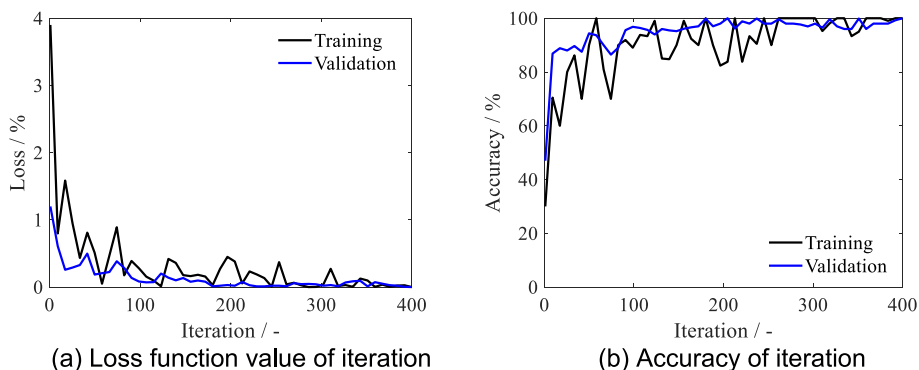 4
3
2
1
0
Loss / %
Training
Validation
0
100
200
300
400
Iteration / -
(a) Loss function value of iteration
100
80
60
40
20
0
Accuracy / %
Training
Validation
0
100
200
300
400
Iteration / -
(b) Accuracy of iteration